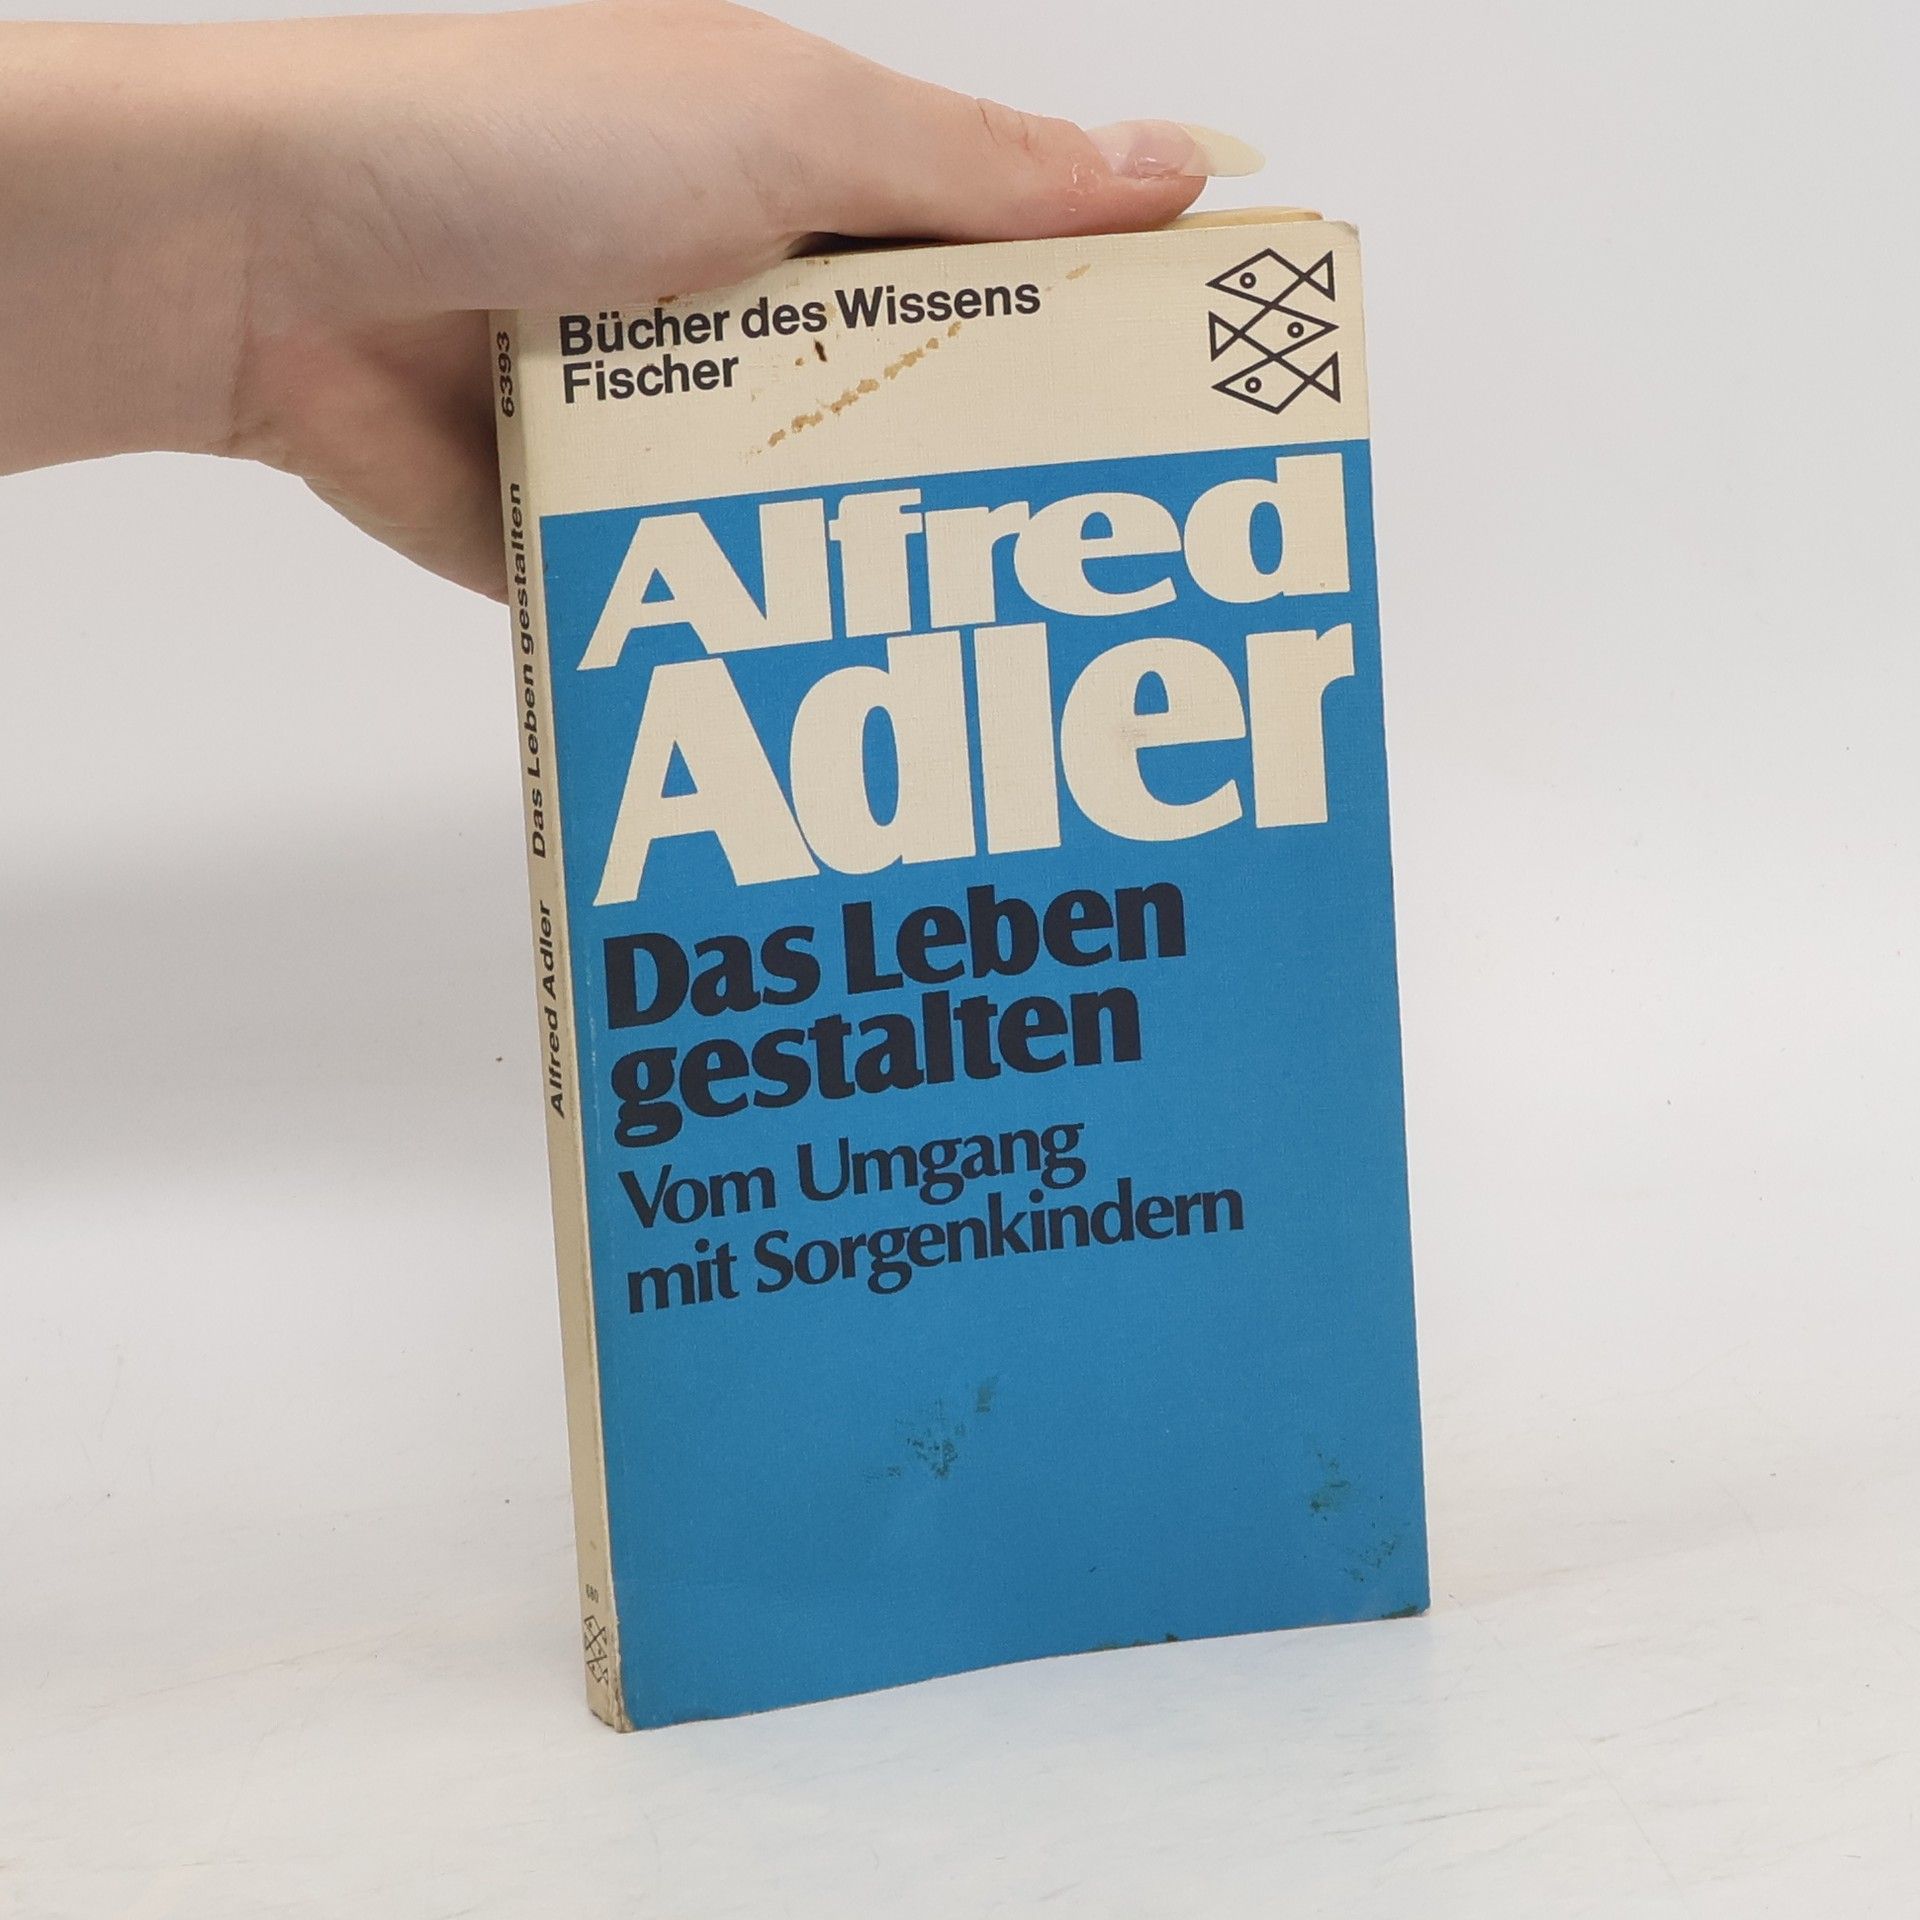 Bücher des Wissens
Fischer
Alfred
Adler
Das Leben
gestalten
Vom Umgang
mit Sorgenkindern
Alfred Adler Das Leben gestalten 6393
680